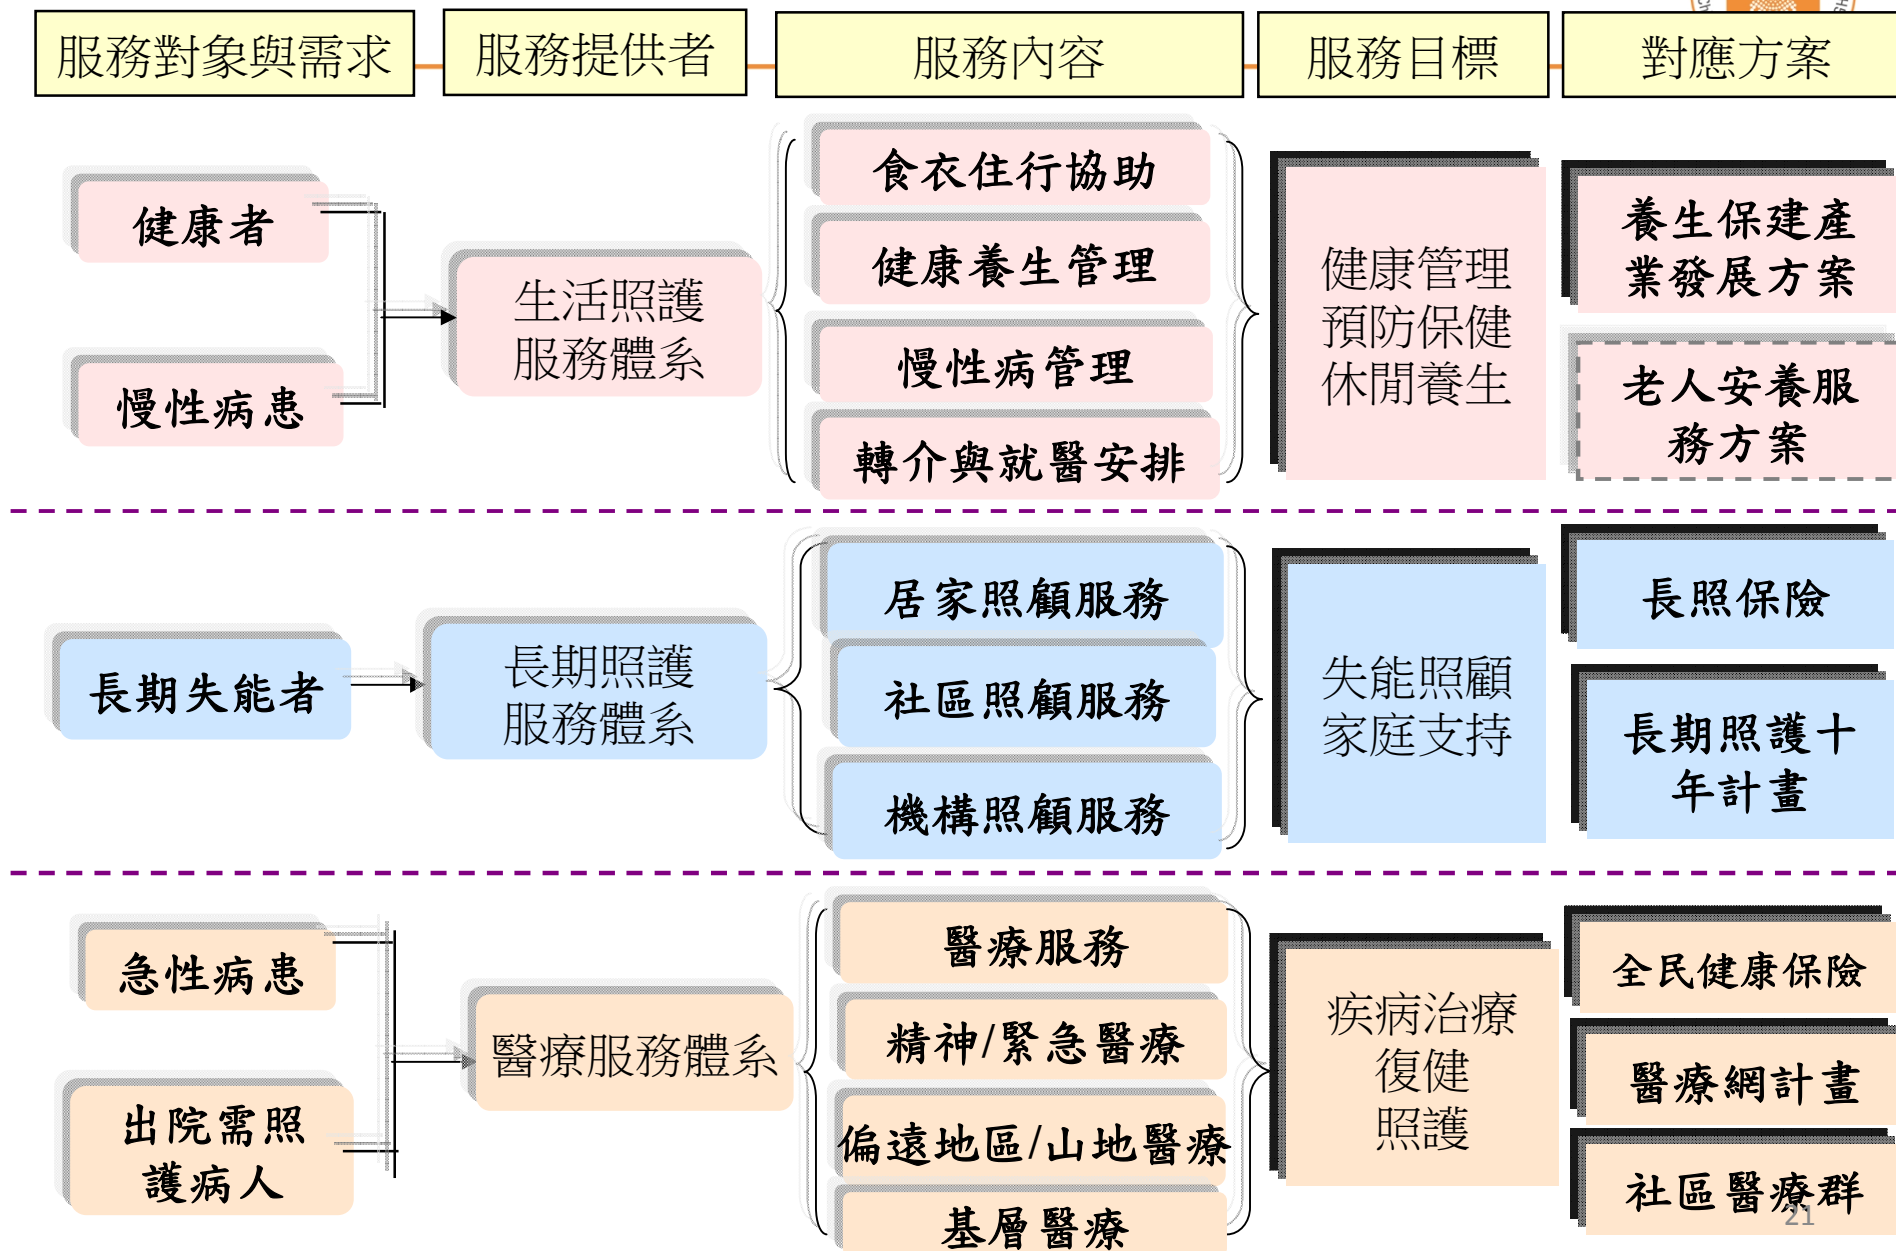 服務對象與需求
服務提供者
服務內容
服務目標
對應方案
健康者
慢性病患
生活照護
服務體系
食衣住行協助
健康養生管理
慢性病管理
轉介與就醫安排
健康管理
預防保健
休閒養生
養生保建產
業發展方案
老人安養服
務方案
長期失能者
長期照護
服務體系
居家照顧服務
社區照顧服務
機構照顧服務
失能照顧
家庭支持
長照保險
長期照護十
年計畫
急性病患
出院需照
護病人
醫療服務體系
醫療服務
精神/緊急醫療
偏遠地區/山地醫療
基層醫療
疾病治療
復健
照護
全民健康保險
醫療網計畫
社區醫療群
21